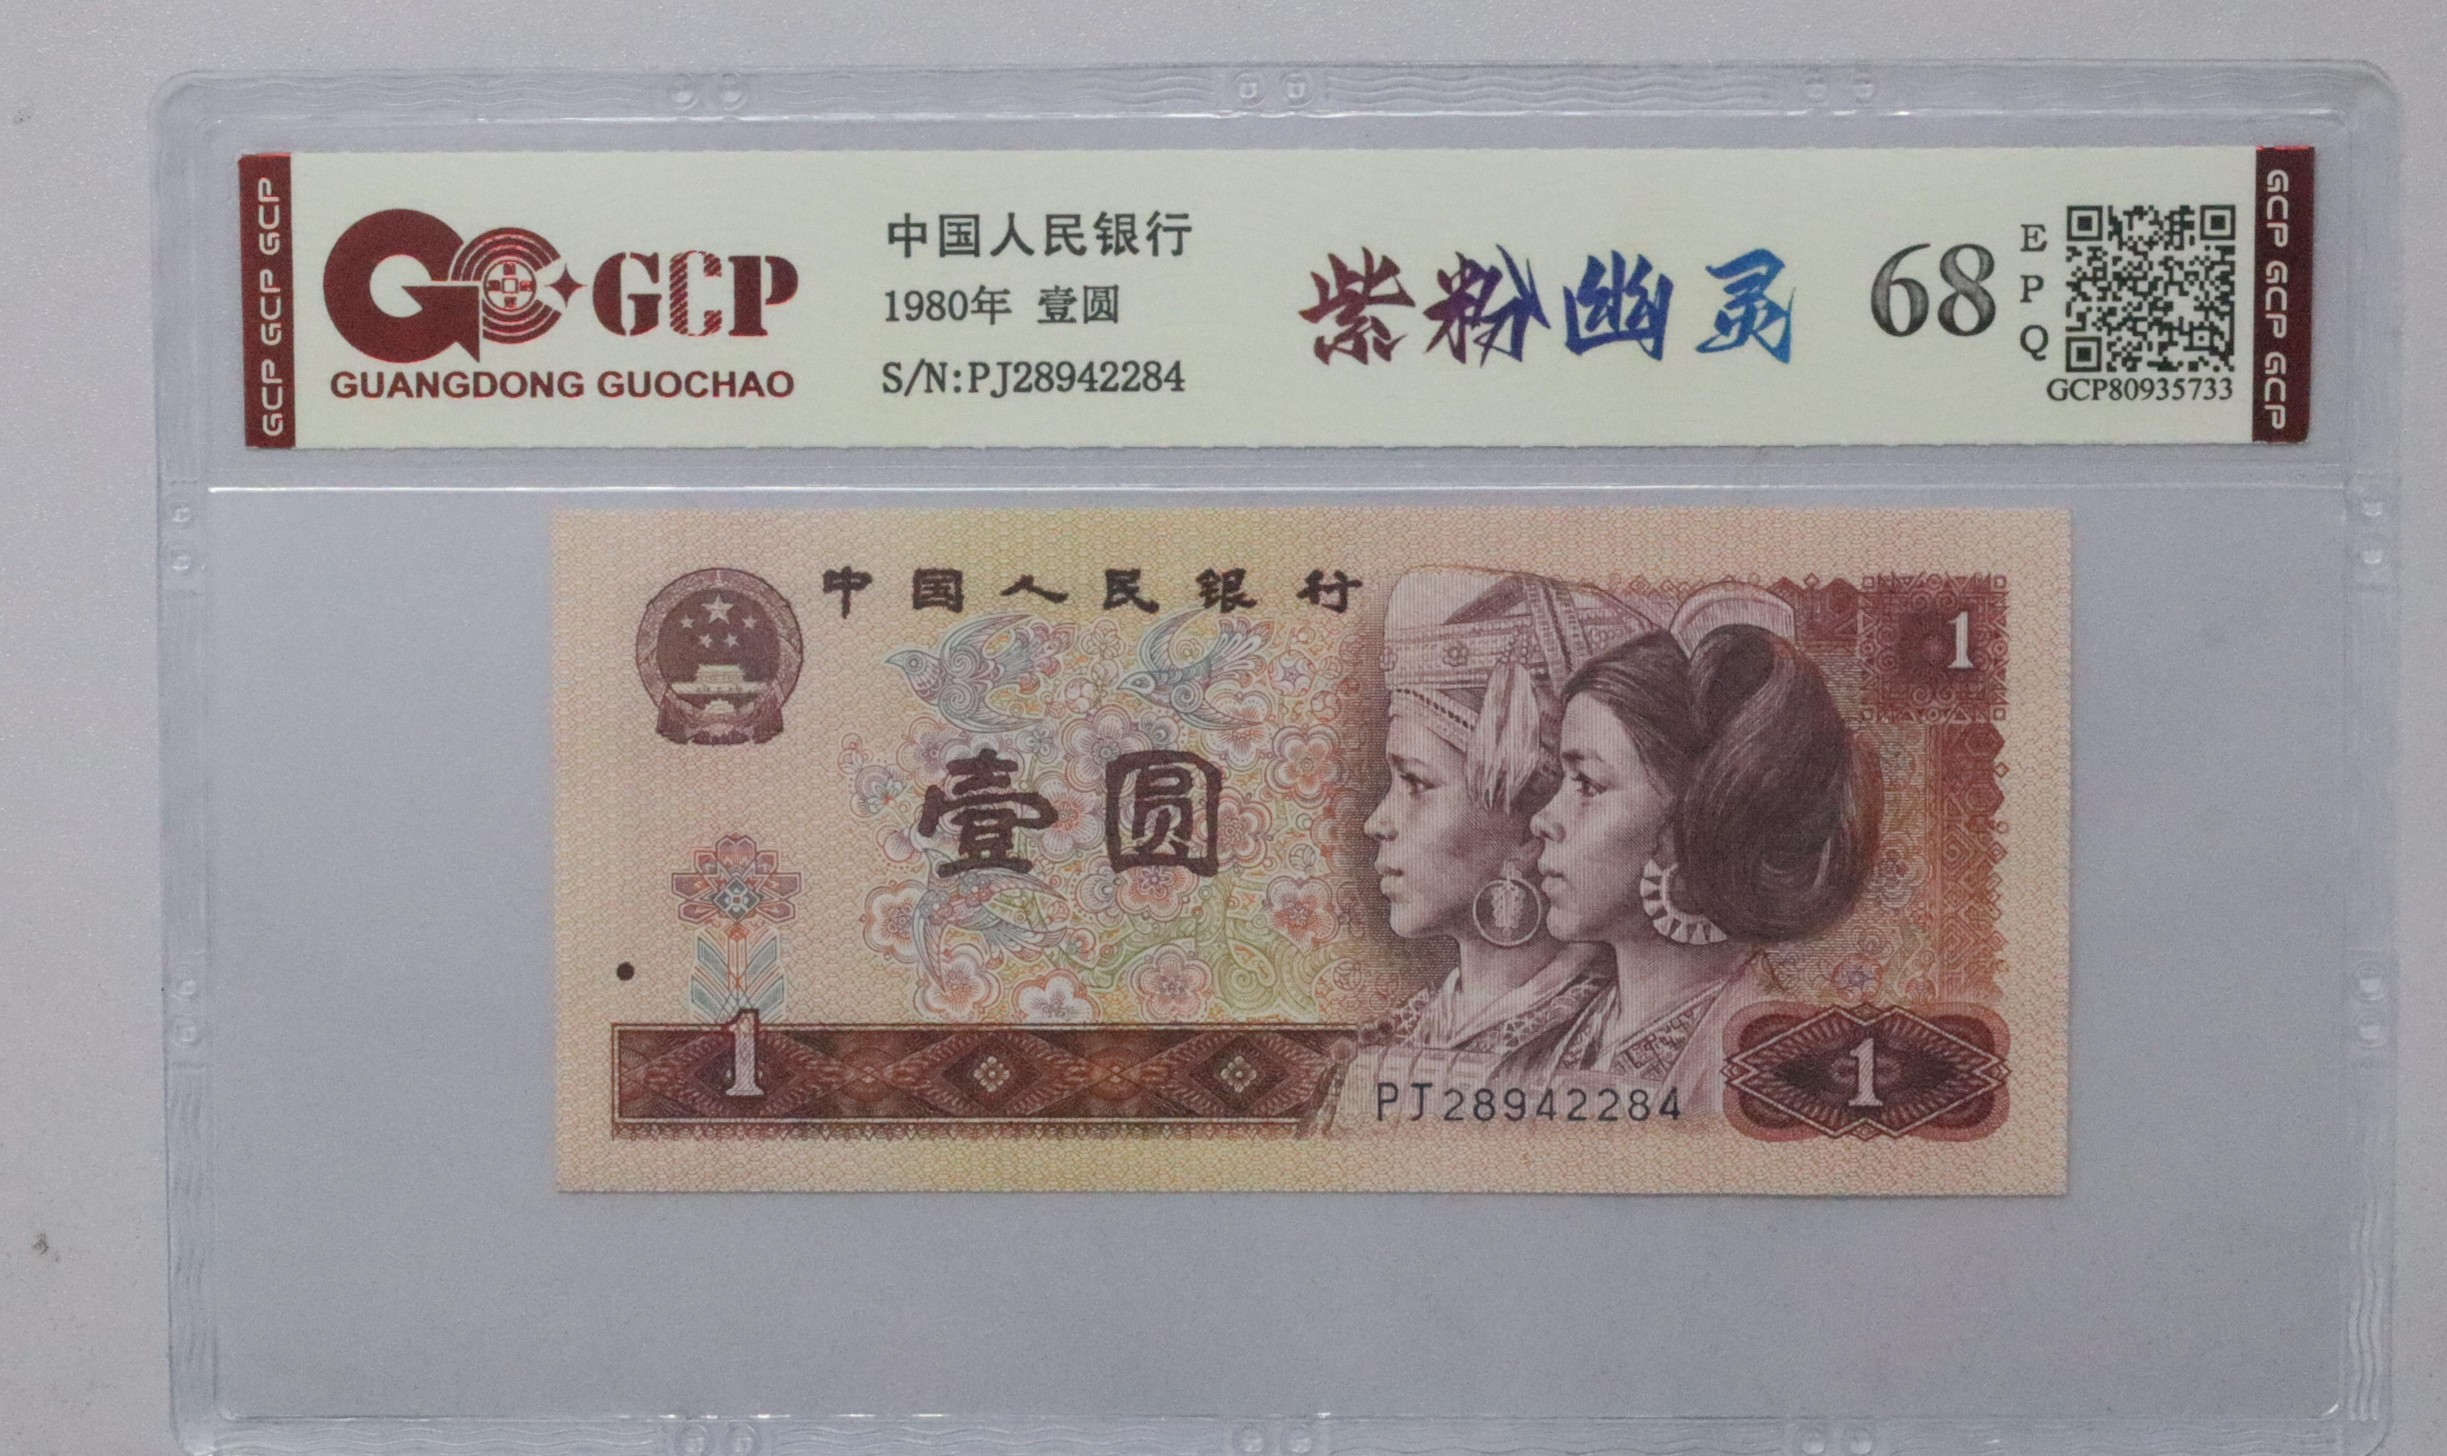 GCP GCP GCP
GCP
GUANGDONG GUOCHAO
中国人民银行
1980年 壹圆
S/N:PJ28942284
紫粉幽灵
68
E
P
Q
GCP80935733
GCP GCP GCP
中国人民银行
1
壹圆
1
PJ28942284
1